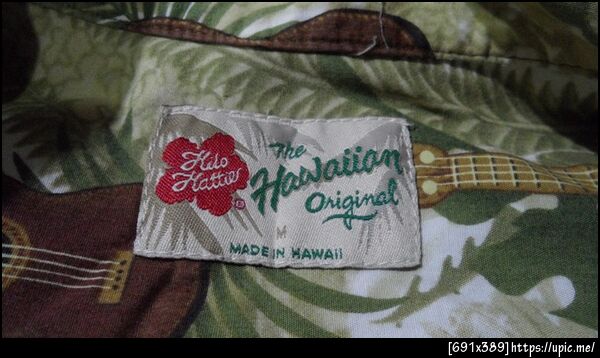 Hilo
Hattie
®
The
Hawaiian
Original
M
MADE IN HAWAII
[691x389]https://upic.me/